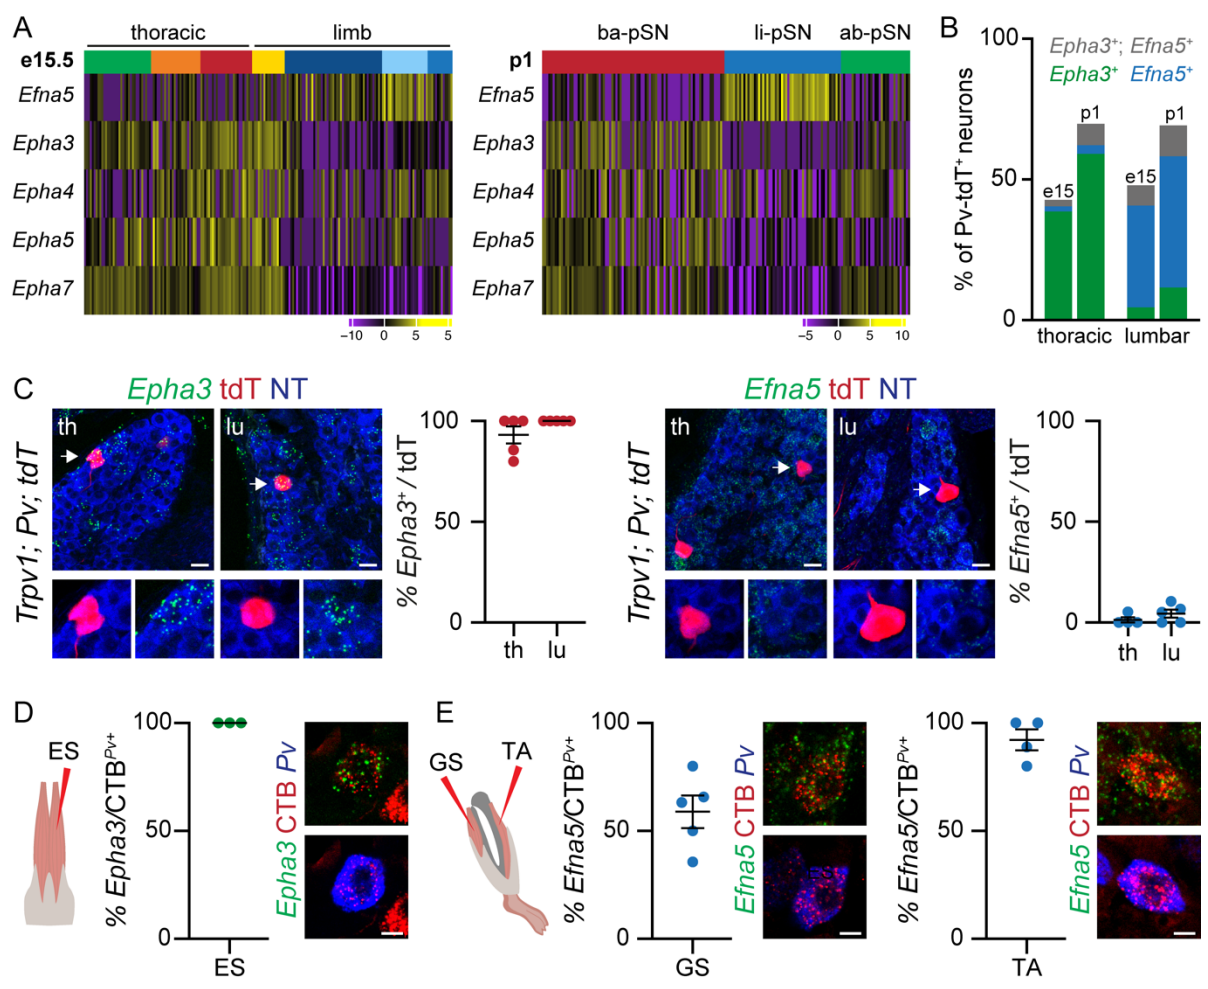 A
thoracic
limb
e15.5
Efna5
Epha3
Epha4
Epha5
Epha7
-10
0
5
5
ba-pSN
li-pSN
ab-pSN
p1
Efna5
Epha3
Epha4
Epha5
Epha7
-5
0
5
10
B
% of Pv-tdT+ neurons
100
50
0
Epha3+; Efna5+
Epha3+
Efna5+
e15
p1
e15
p1
thoracic
lumbar
C
Epha3 tdT NT
Trpv1; Pv; tdT
th
lu
% Epha3+ / tdT
100
50
0
th
lu
Efna5 tdT NT
Trpv1; Pv; tdT
th
lu
% Efna5+ / tdT
100
50
0
th
lu
D
ES
% Epha3/CTBPv+
100
50
0
ES
Epha3 CTB Pv
E
GS
TA
% Efna5/CTBPv+
100
50
0
GS
Efna5 CTB Pv
% Efna5/CTBPv+
100
50
0
TA
Efna5 CTB Pv